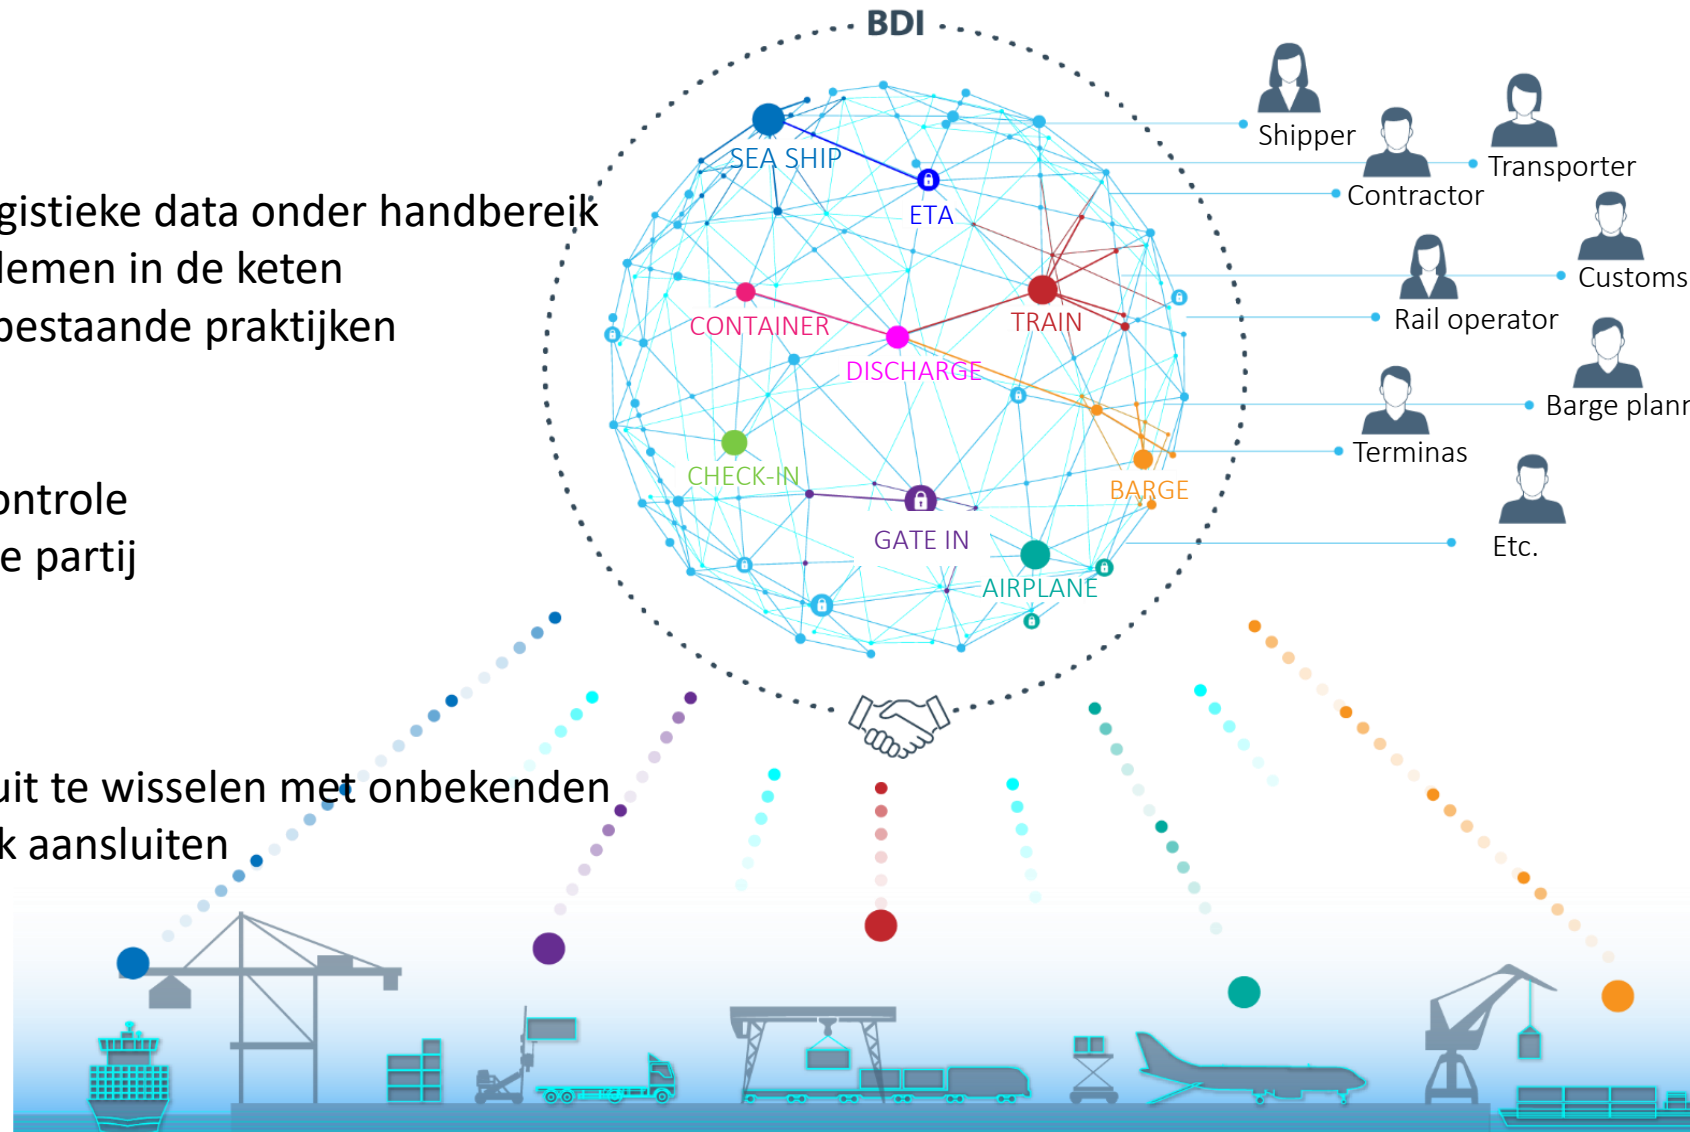 BDI
Shipper
Transporter
Contractor
Customs
Rail operator
Barge plann
Terminas
Etc.
SEA SHIP
ETA
CONTAINER
TRAIN
DISCHARGE
CHECK-IN
BARGE
GATE IN
AIRPLANE
gistieke data onder handbereik
lemen in de keten
bestaande praktijken
ontrole
e partij
uit te wisselen met onbekenden
k aansluiten